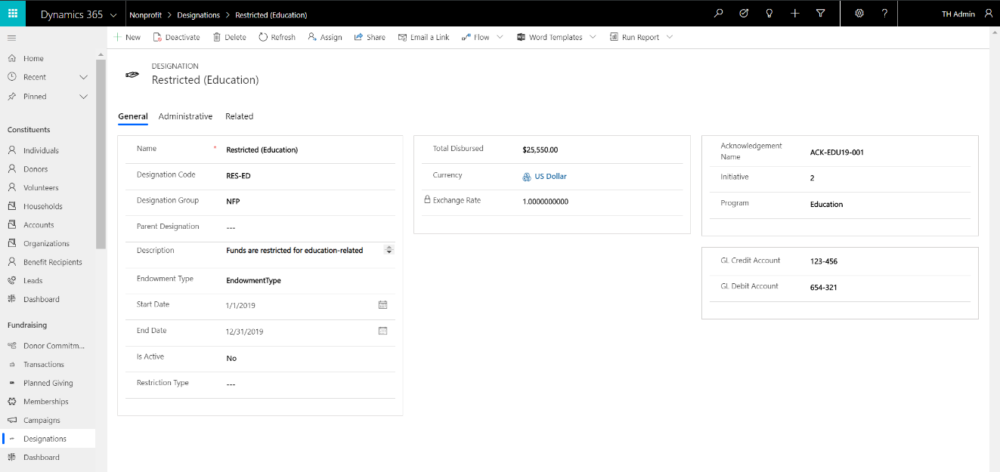 Dynamics 365 Nonprofit > Designations > Restricted (Education) TH Admin
New Deactivate Delete Refresh Assign Share Email a Link Flow Word Templates Run Report
Home
Recent
Pinned
Constituents
Individuals
Donors
Volunteers
Households
Accounts
Organizations
Benefit Recipients
Leads
Dashboard
Fundraising
Donor Commitm...
Transactions
Planned Giving
Memberships
Campaigns
Designations
Dashboard
DESIGNATION
Restricted (Education)
General Administrative Related
Name * Restricted (Education)
Designation Code RES-ED
Designation Group NFP
Parent Designation ---
Description Funds are restricted for education-related
Endowment Type EndowmentType
Start Date 1/1/2019
End Date 12/31/2019
Is Active No
Restriction Type ---
Total Disbursed $25,550.00
Currency US Dollar
Exchange Rate 1.0000000000
Acknowledgement
Name ACK-EDU19-001
Initiative 2
Program Education
GL Credit Account 123-456
GL Debit Account 654-321